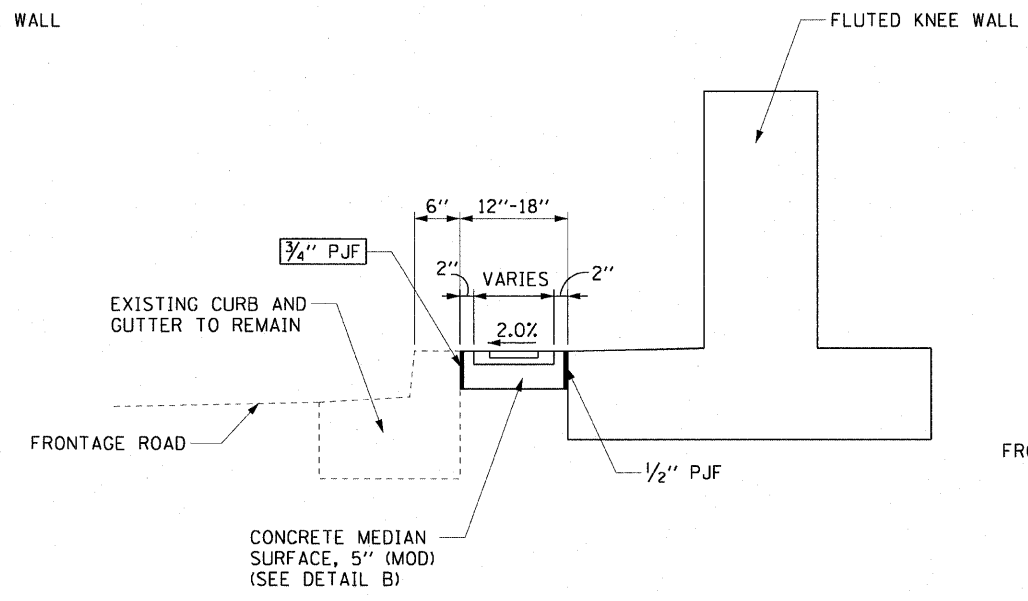 WALL
FLUTED KNEE WALL
6" 12"-18"
3/4" PJF
2" VARIES 2"
EXISTING CURB AND
GUTTER TO REMAIN
2.0%
FRONTAGE ROAD
1/2" PJF
FRO
CONCRETE MEDIAN
SURFACE, 5" (MOD)
(SEE DETAIL B)